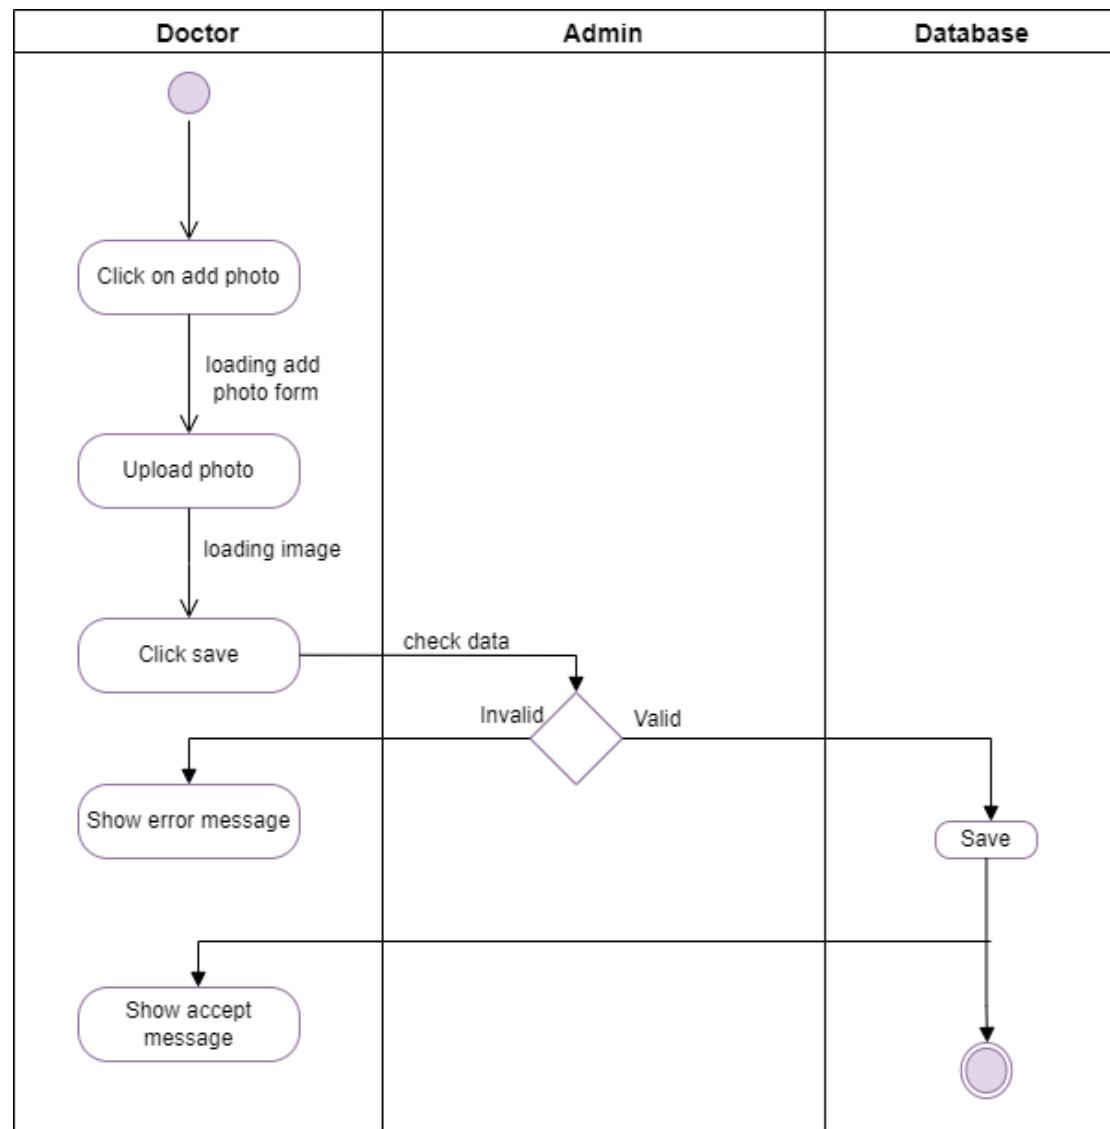 Doctor
Admin
Database
Click on add photo
loading add
photo form
Upload photo
loading image
Click save
check data
Invalid
Valid
Show error message
Save
Show accept
message